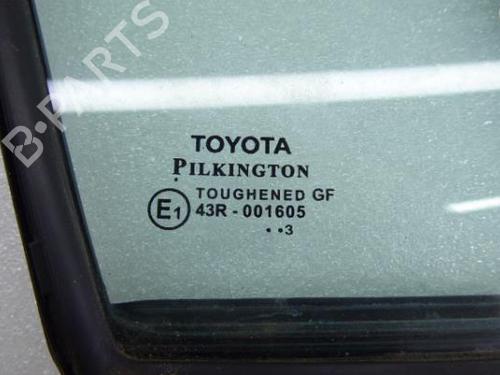 B-PARTS
TOYOTA
PILKINGTON
TOUGHENED GF
E1 43R - 001605
..3